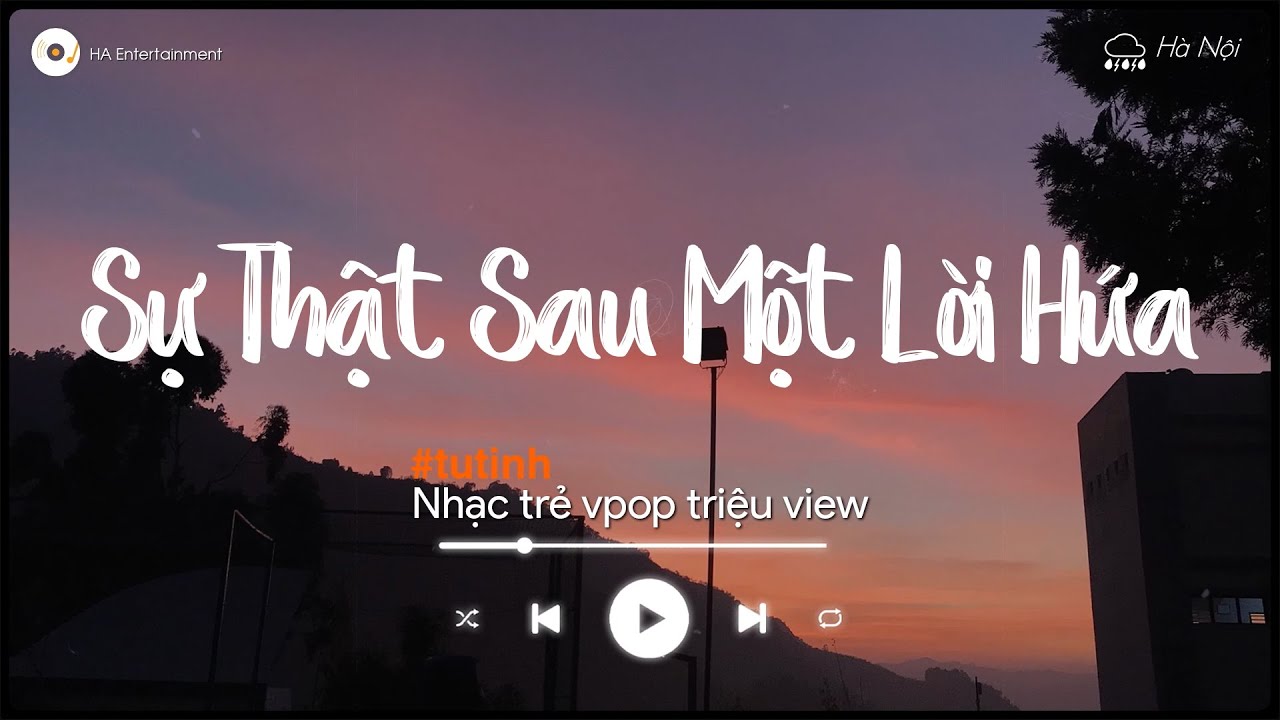 HA Entertainment
Hà Nội
Sự Thật Sau Một Lời Hứa
#tutinh
Nhạc trẻ vpop triệu view